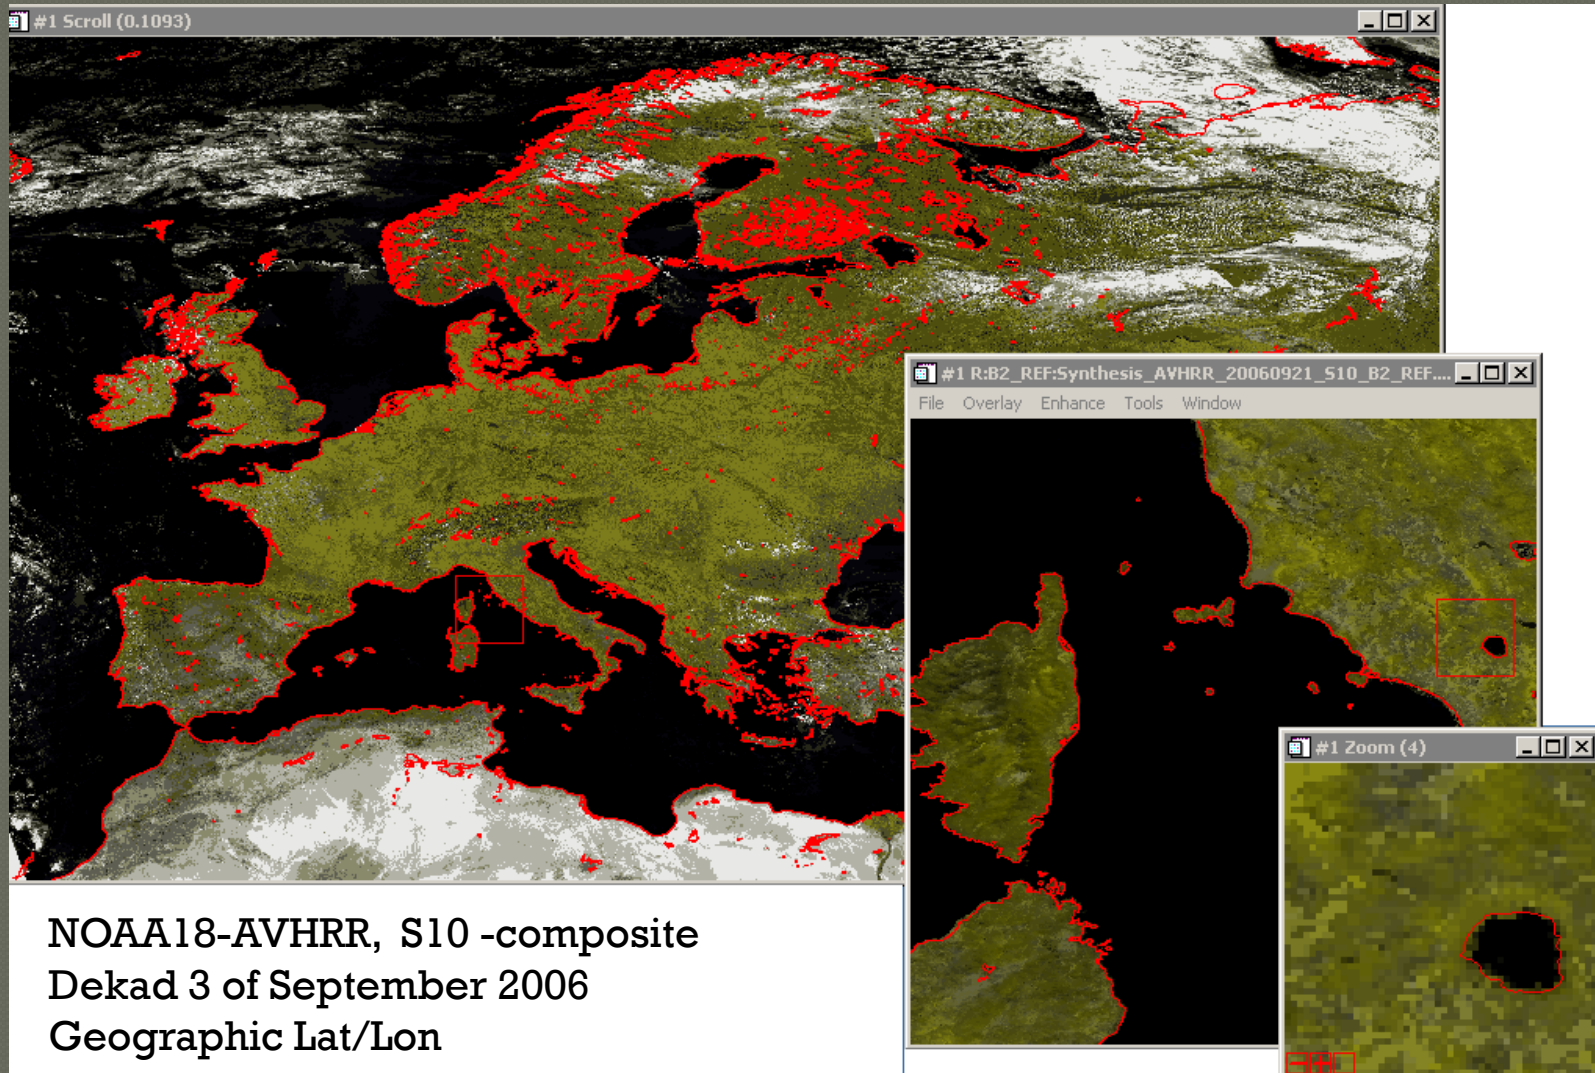 #1 Scroll (0.1093)
#1 R:B2_REF:Synthesis_AVHRR_20060921_S10_B2_REF....
File Overlay Enhance Tools Window
#1 Zoom (4)
NOAA18-AVHRR, S10 -composite
Dekad 3 of September 2006
Geographic Lat/Lon